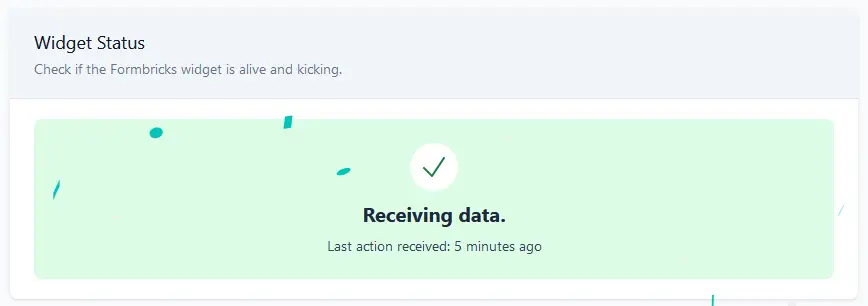 Widget Status
Check if the Formbricks widget is alive and kicking.
Receiving data.
Last action received: 5 minutes ago